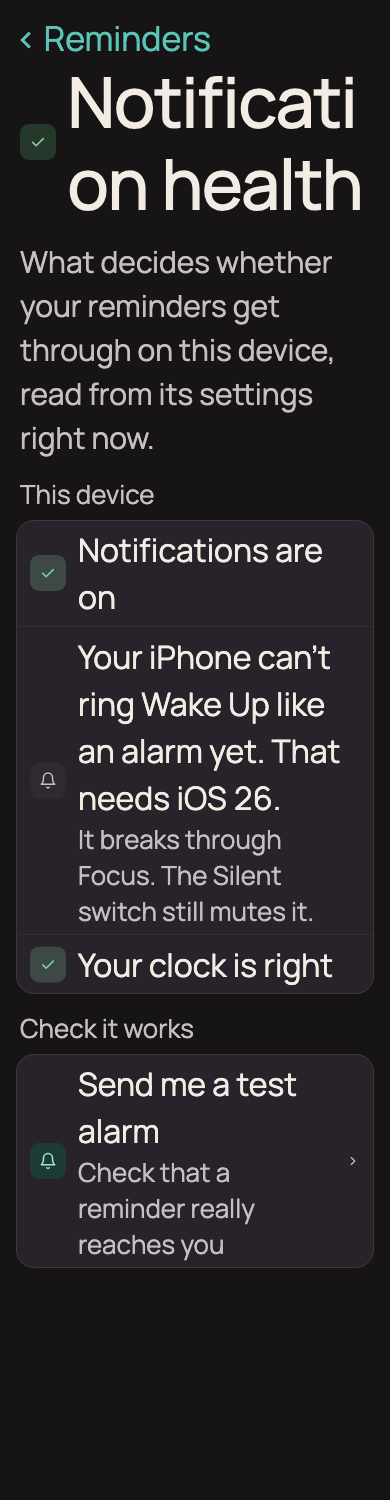 Reminders
Notificati
on health
What decides whether
your reminders get
through on this device,
read from its settings
right now.
This device
Notifications are
on
Your iPhone can't
ring Wake Up like
an alarm yet. That
needs iOS 26.
It breaks through
Focus. The Silent
switch still mutes it.
Your clock is right
Check it works
Send me a test
alarm
Check that a
reminder really
reaches you